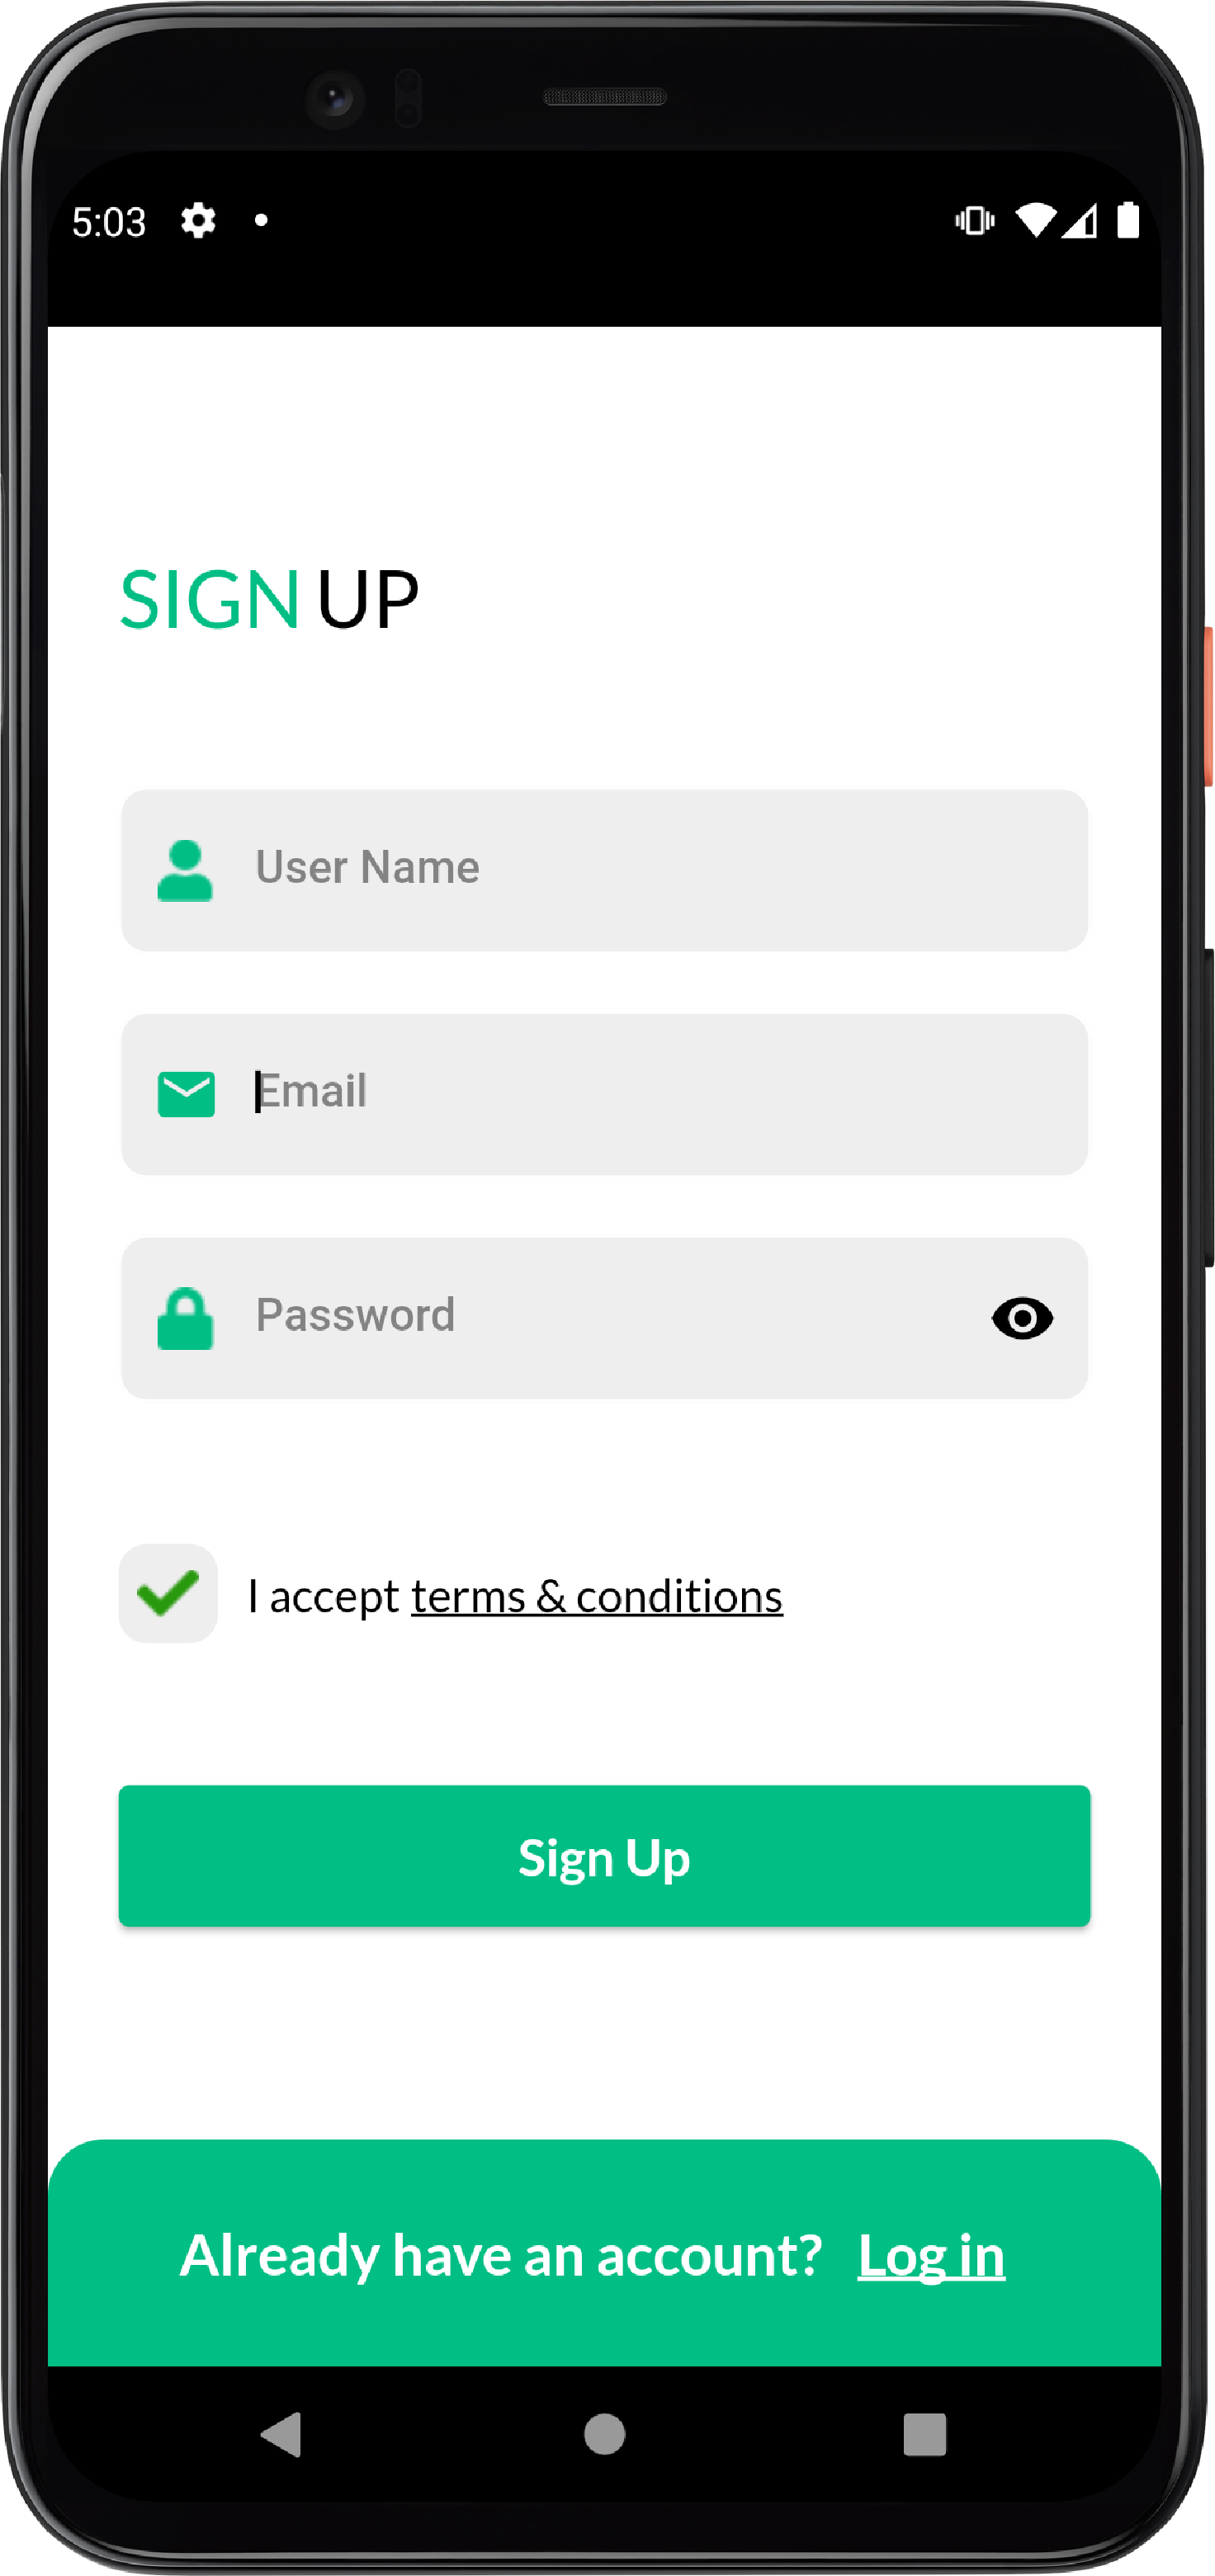 5:03
SIGN UP
User Name
Email
Password
I accept terms & conditions
Sign Up
Already have an account? Log in